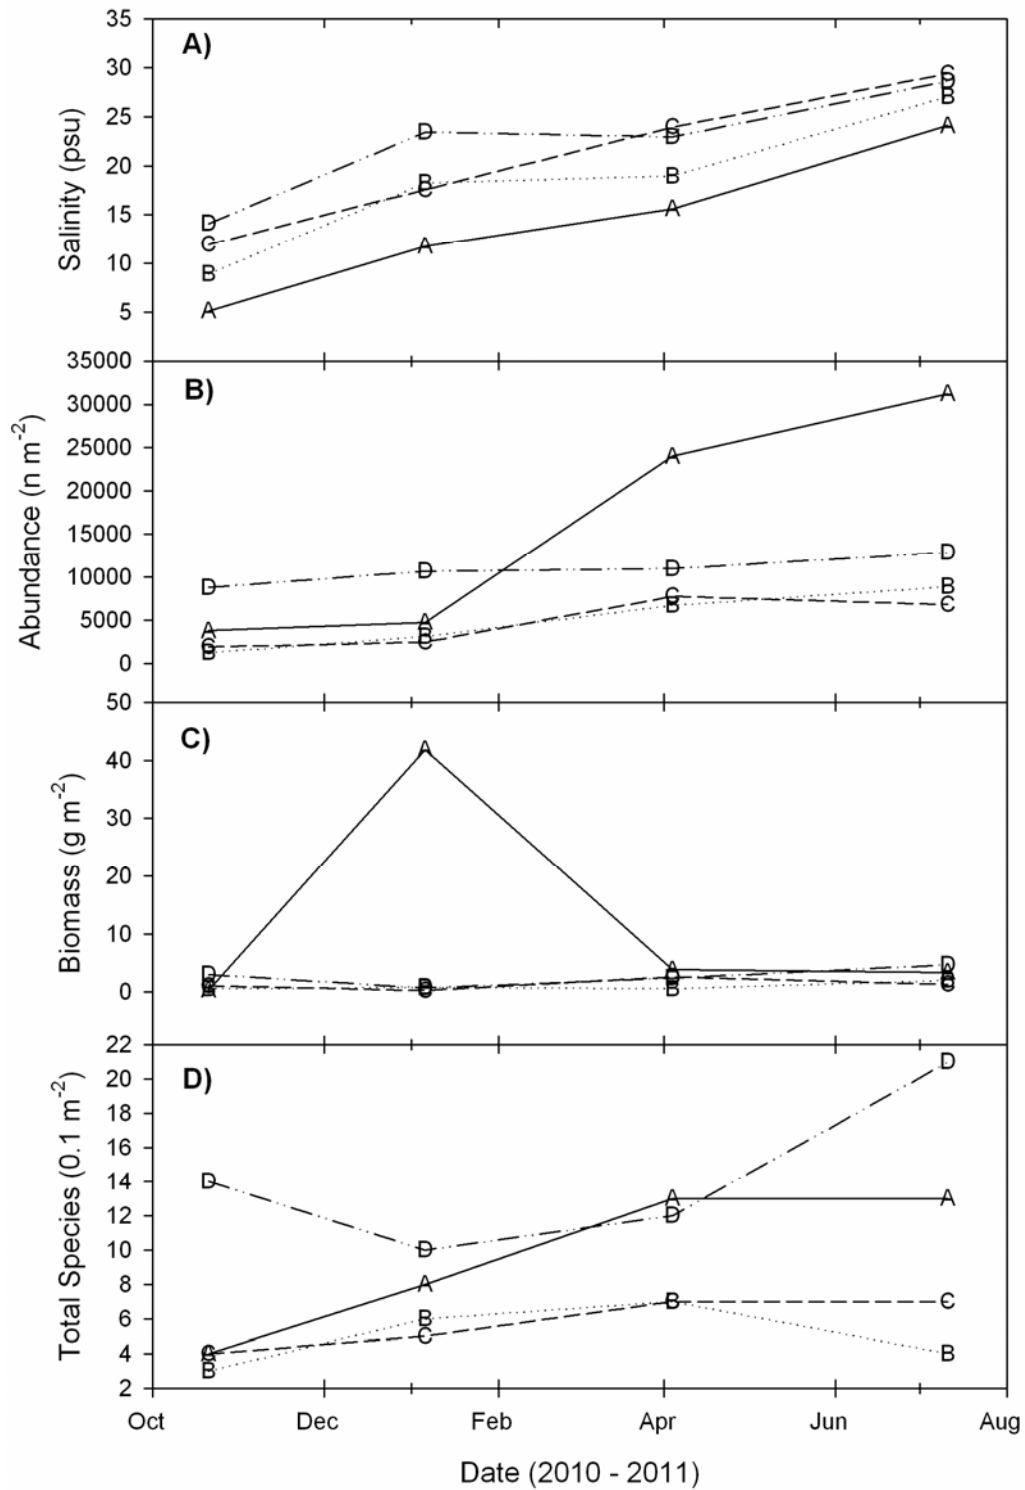 35
A)
30
25
20
15
10
5
Salinity (psu)
D
C
B
A
D
B
C
A
C
D
B
A
C
D
B
A
35000
B)
30000
25000
20000
15000
10000
5000
0
Abundance (n m-2)
D
A
C
B
D
A
B
C
A
D
C
B
A
D
B
C
50
C)
40
30
20
10
0
Biomass (g m-2)
D
C
B
A
A
D
B
C
A
D
C
B
D
A
B
C
22
D)
20
18
16
14
12
10
8
6
4
2
Total Species (0.1 m-2)
D
A
C
B
D
A
B
C
A
D
C
B
D
A
C
B
Oct Dec Feb Apr Jun Aug
Date (2010 - 2011)